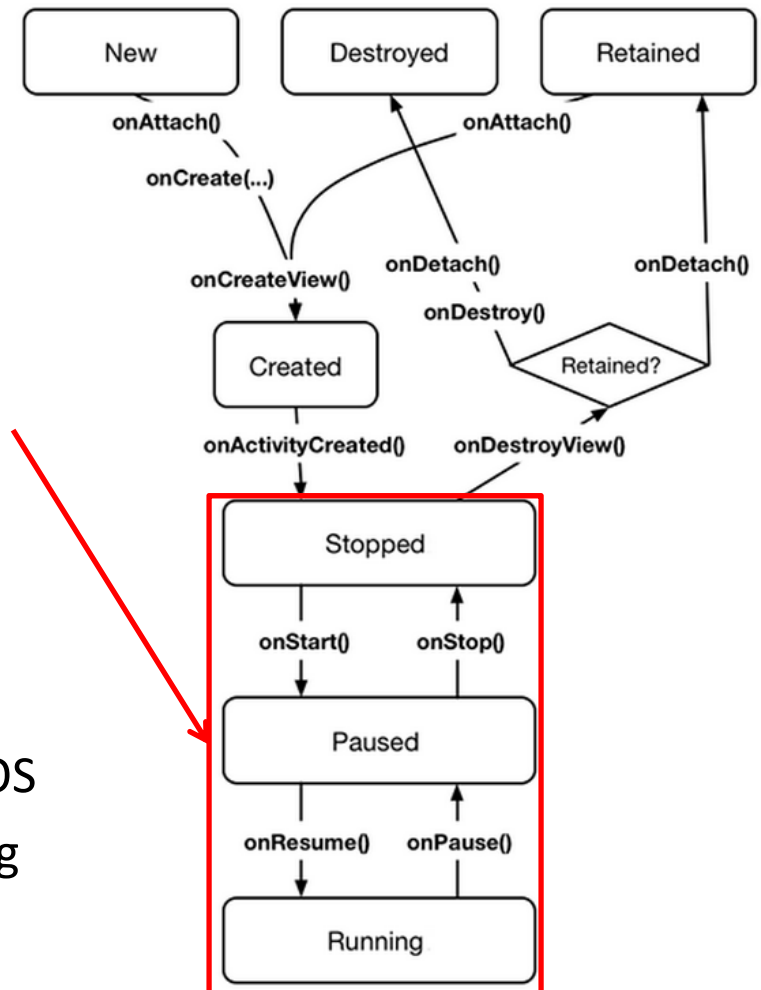 New Destroyed Retained
onAttach() onAttach()
onCreate(...)
onCreateView() onDetach() onDetach()
onDestroy()
Created Retained?
onActivityCreated() onDestroyView()
Stopped
onStart() onStop()
Paused
OS
onResume() onPause()
g
Running